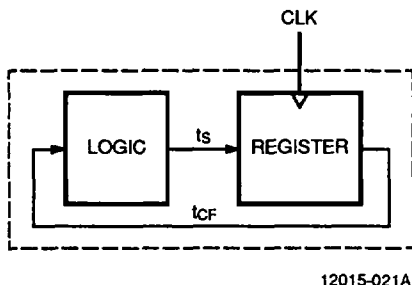 CLK
LOGIC
tS
REGISTER
tCF
12015-021A